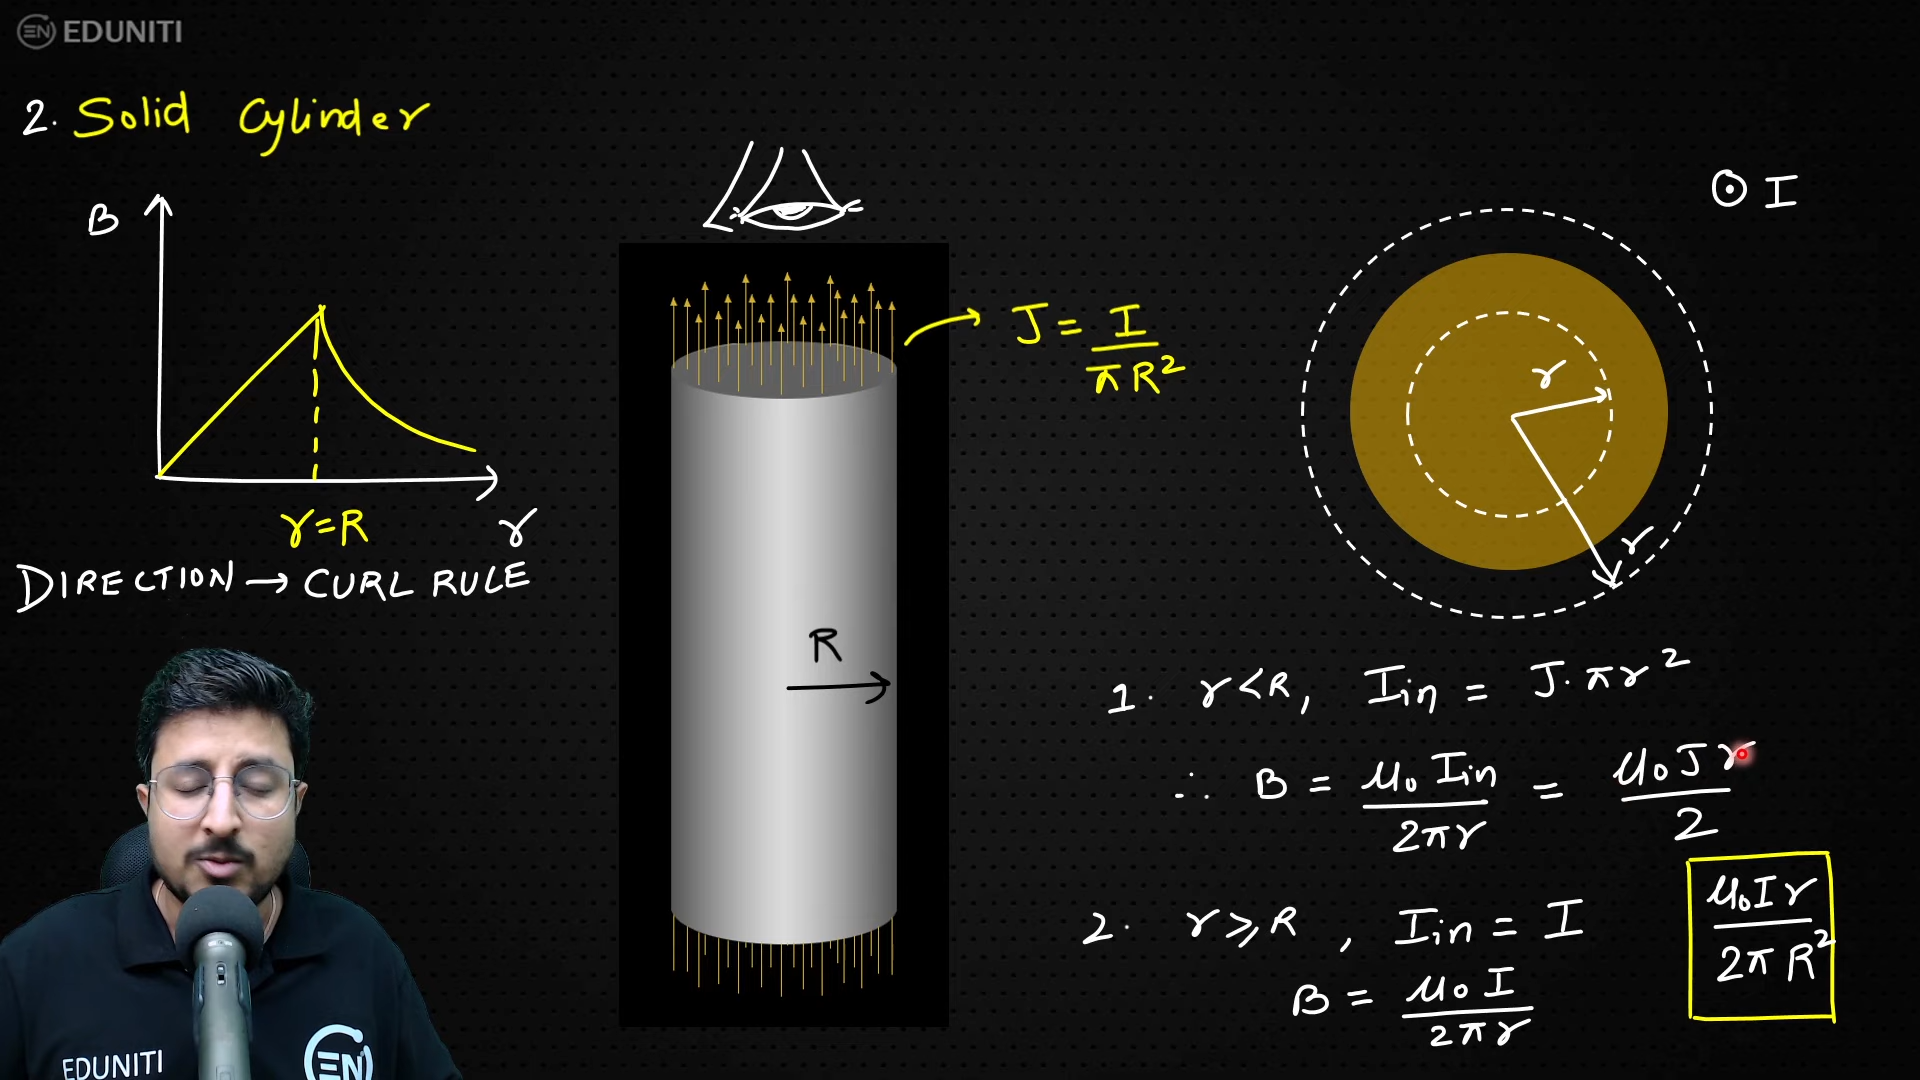 EN EDUNITI
2. Solid Cylinder
B
r=R
r
DIRECTION → CURL RULE
J = I / πR²
R
⊙ I
r
r
1. r<R, Iin = J·πr²
∴ B = μ₀ Iin / 2πr = μ₀Jr / 2
μ₀Ir / 2πR²
2. r⩾R, Iin = I
B = μ₀I / 2πr
EDUNITI
EN